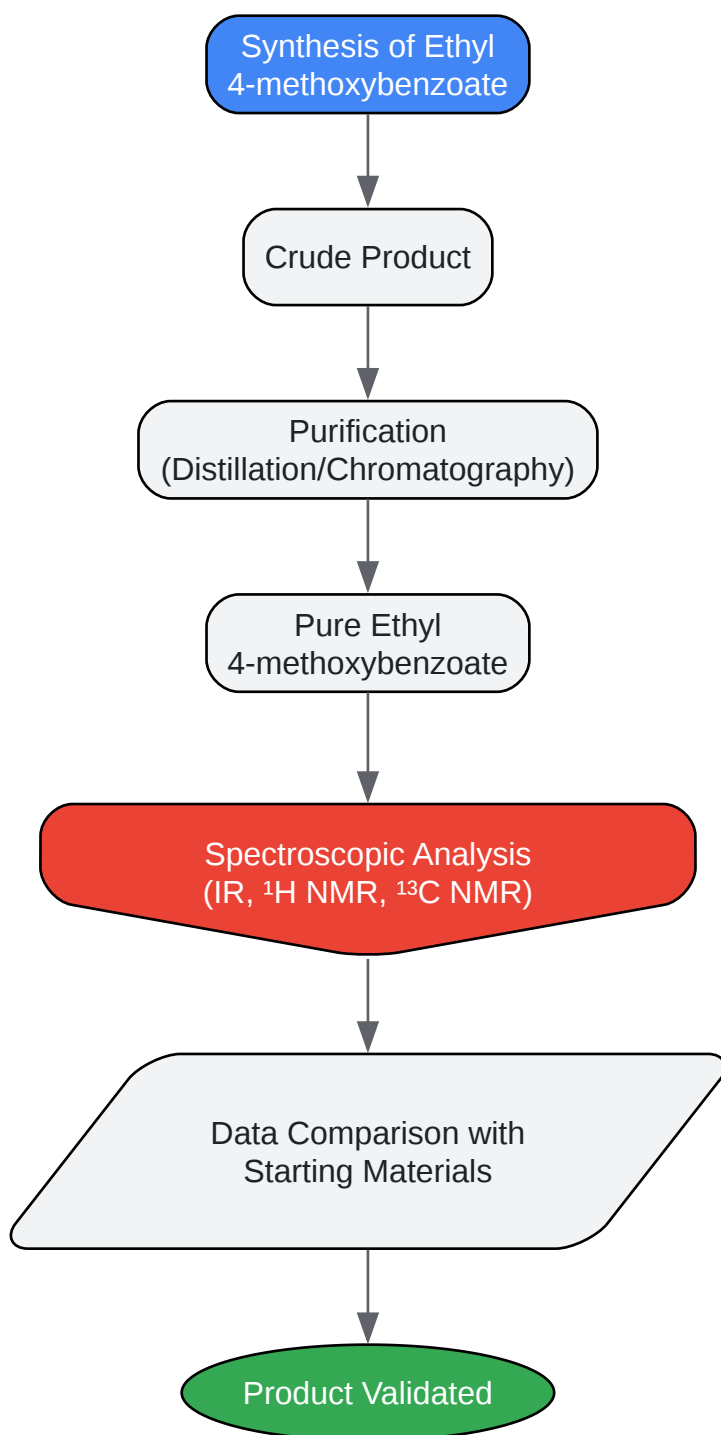 Synthesis of Ethyl
4-methoxybenzoate
Crude Product
Purification
(Distillation/Chromatography)
Pure Ethyl
4-methoxybenzoate
Spectroscopic Analysis
(IR, ¹H NMR, ¹³C NMR)
Data Comparison with
Starting Materials
Product Validated